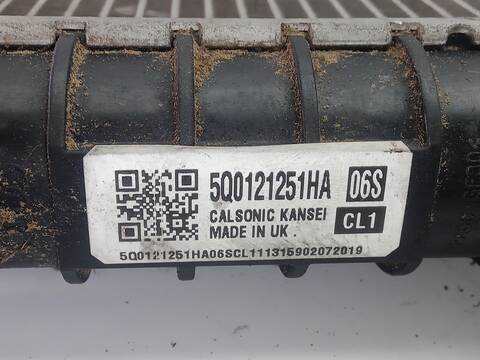 5Q0121251HA 06S
CALSONIC KANSEI CL1
MADE IN UK
5Q0121251HA06SCL111315902072019